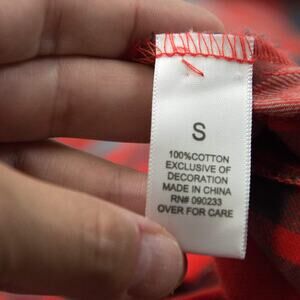 S
100%COTTON
EXCLUSIVE OF
DECORATION
MADE IN CHINA
RN# 090233
OVER FOR CARE